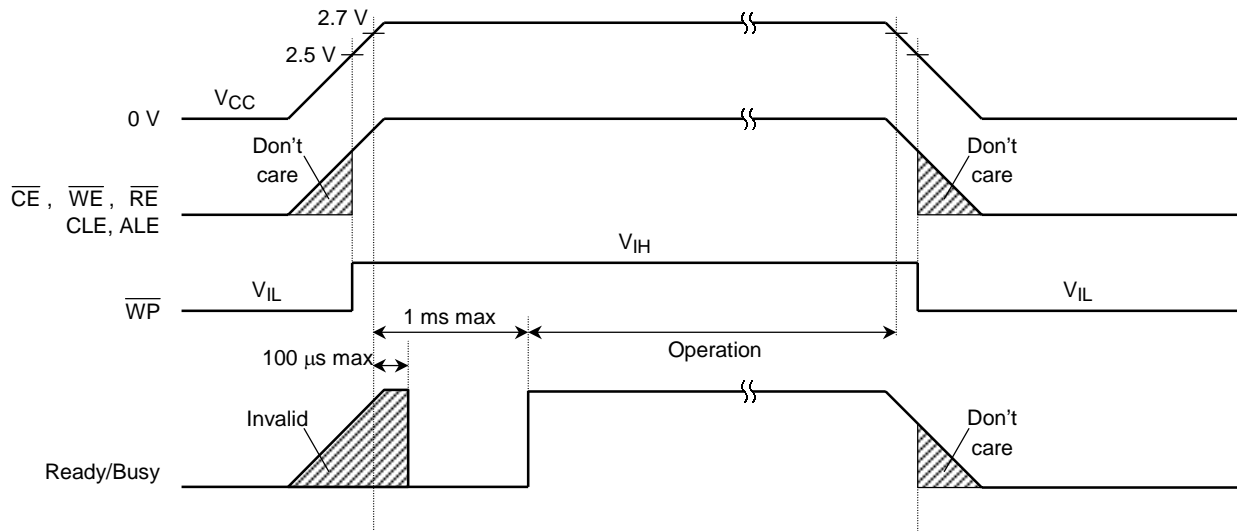 2.7 V
2.5 V
VCC
0 V
Don't
care
Don't
care
CE , WE , RE
CLE, ALE
VIH
VIL
VIL
WP
1 ms max
Operation
100 μs max
Invalid
Don't
care
Ready/Busy